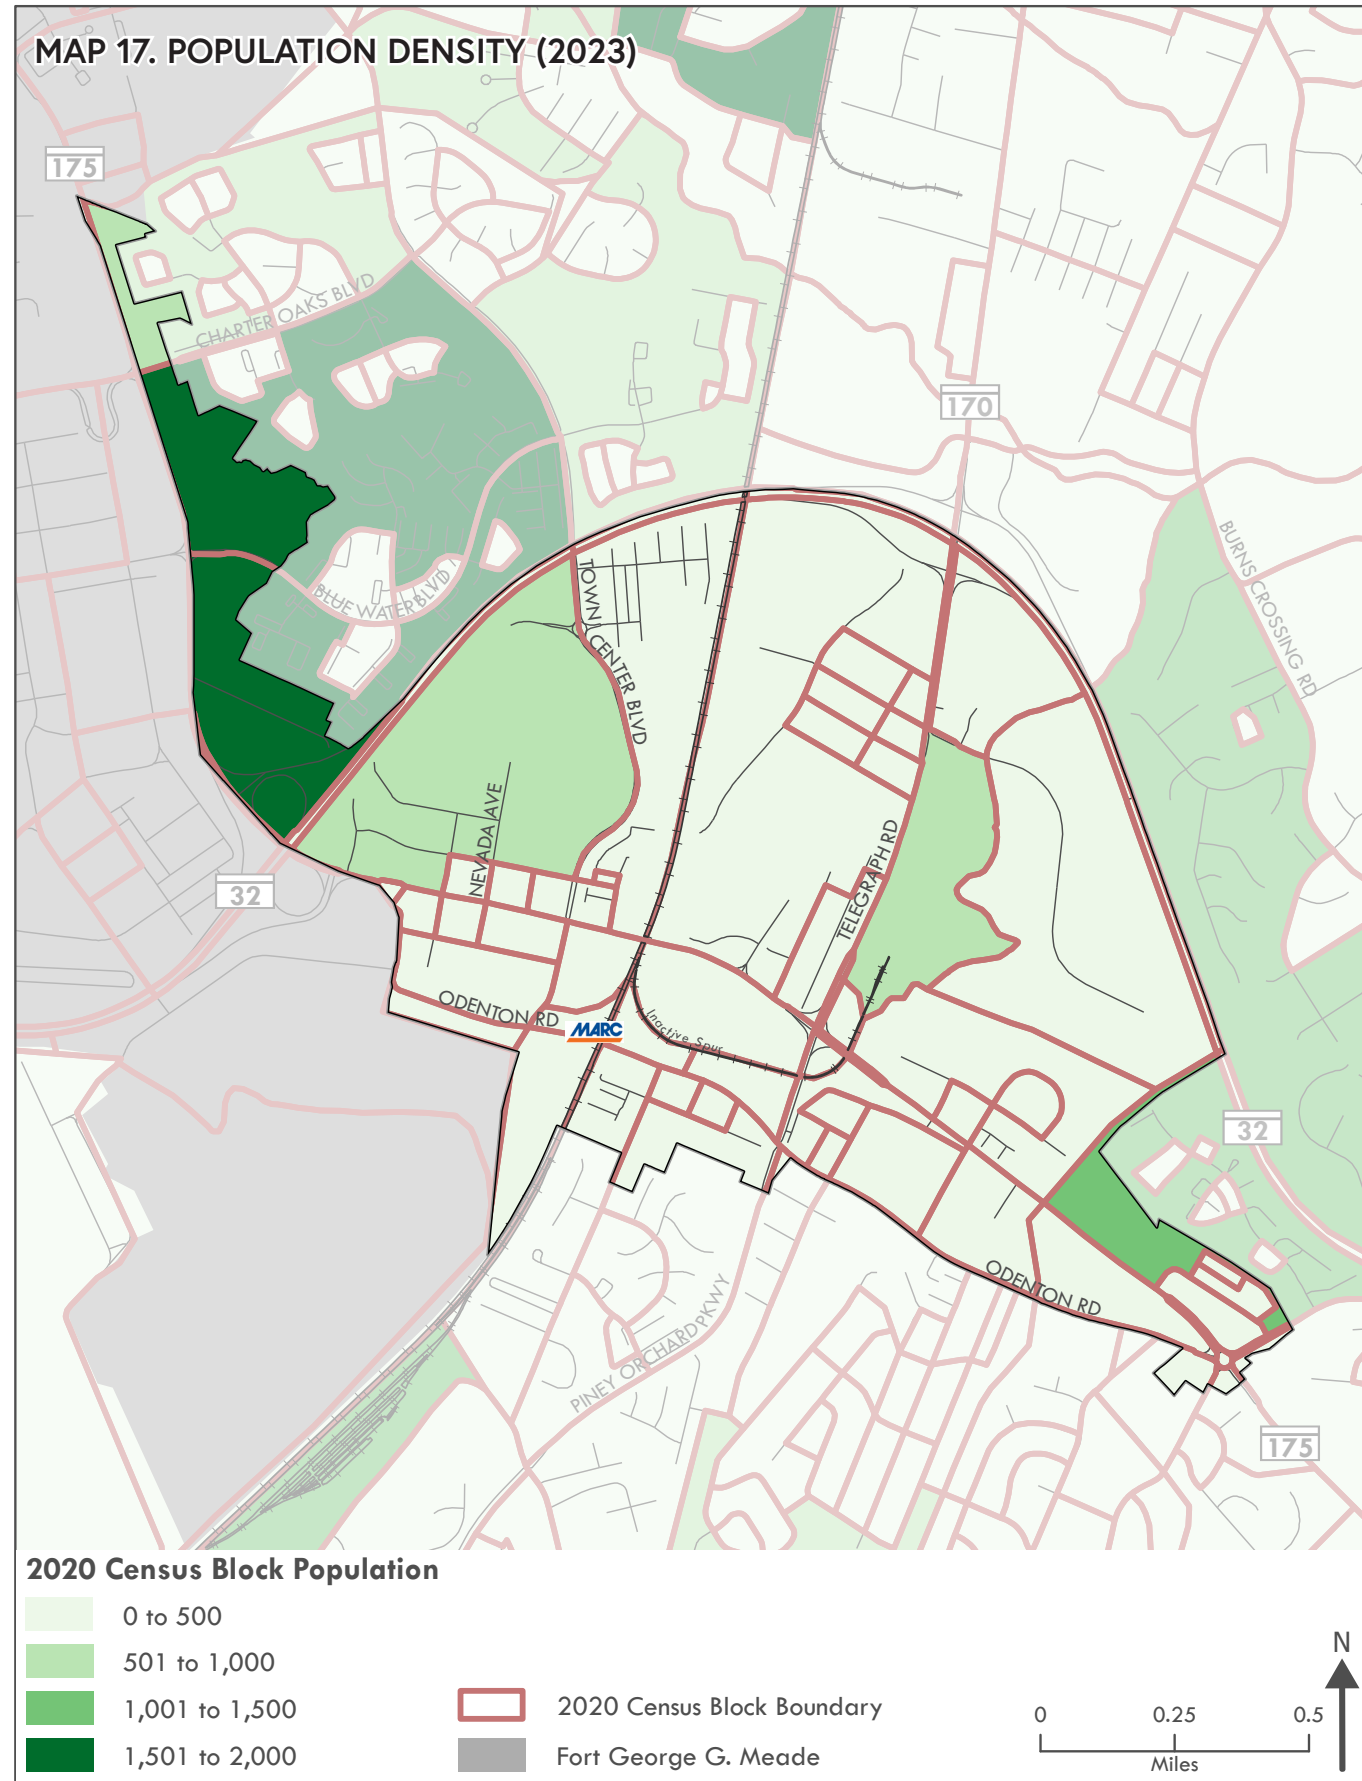 MAP 17. POPULATION DENSITY (2023)
175
CHARTER OAKS BLVD
170
BURNS CROSSING RD
BLUE WATER BLVD
TOWN CENTER BLVD
NEVADA AVE
TELEGRAPH RD
32
ODENTON RD
MARC
Inactive Spur
32
ODENTON RD
PINEY ORCHARD PKWY
175
2020 Census Block Population
0 to 500
501 to 1,000
1,001 to 1,500
1,501 to 2,000
2020 Census Block Boundary
Fort George G. Meade
N
0 0.25 0.5
Miles